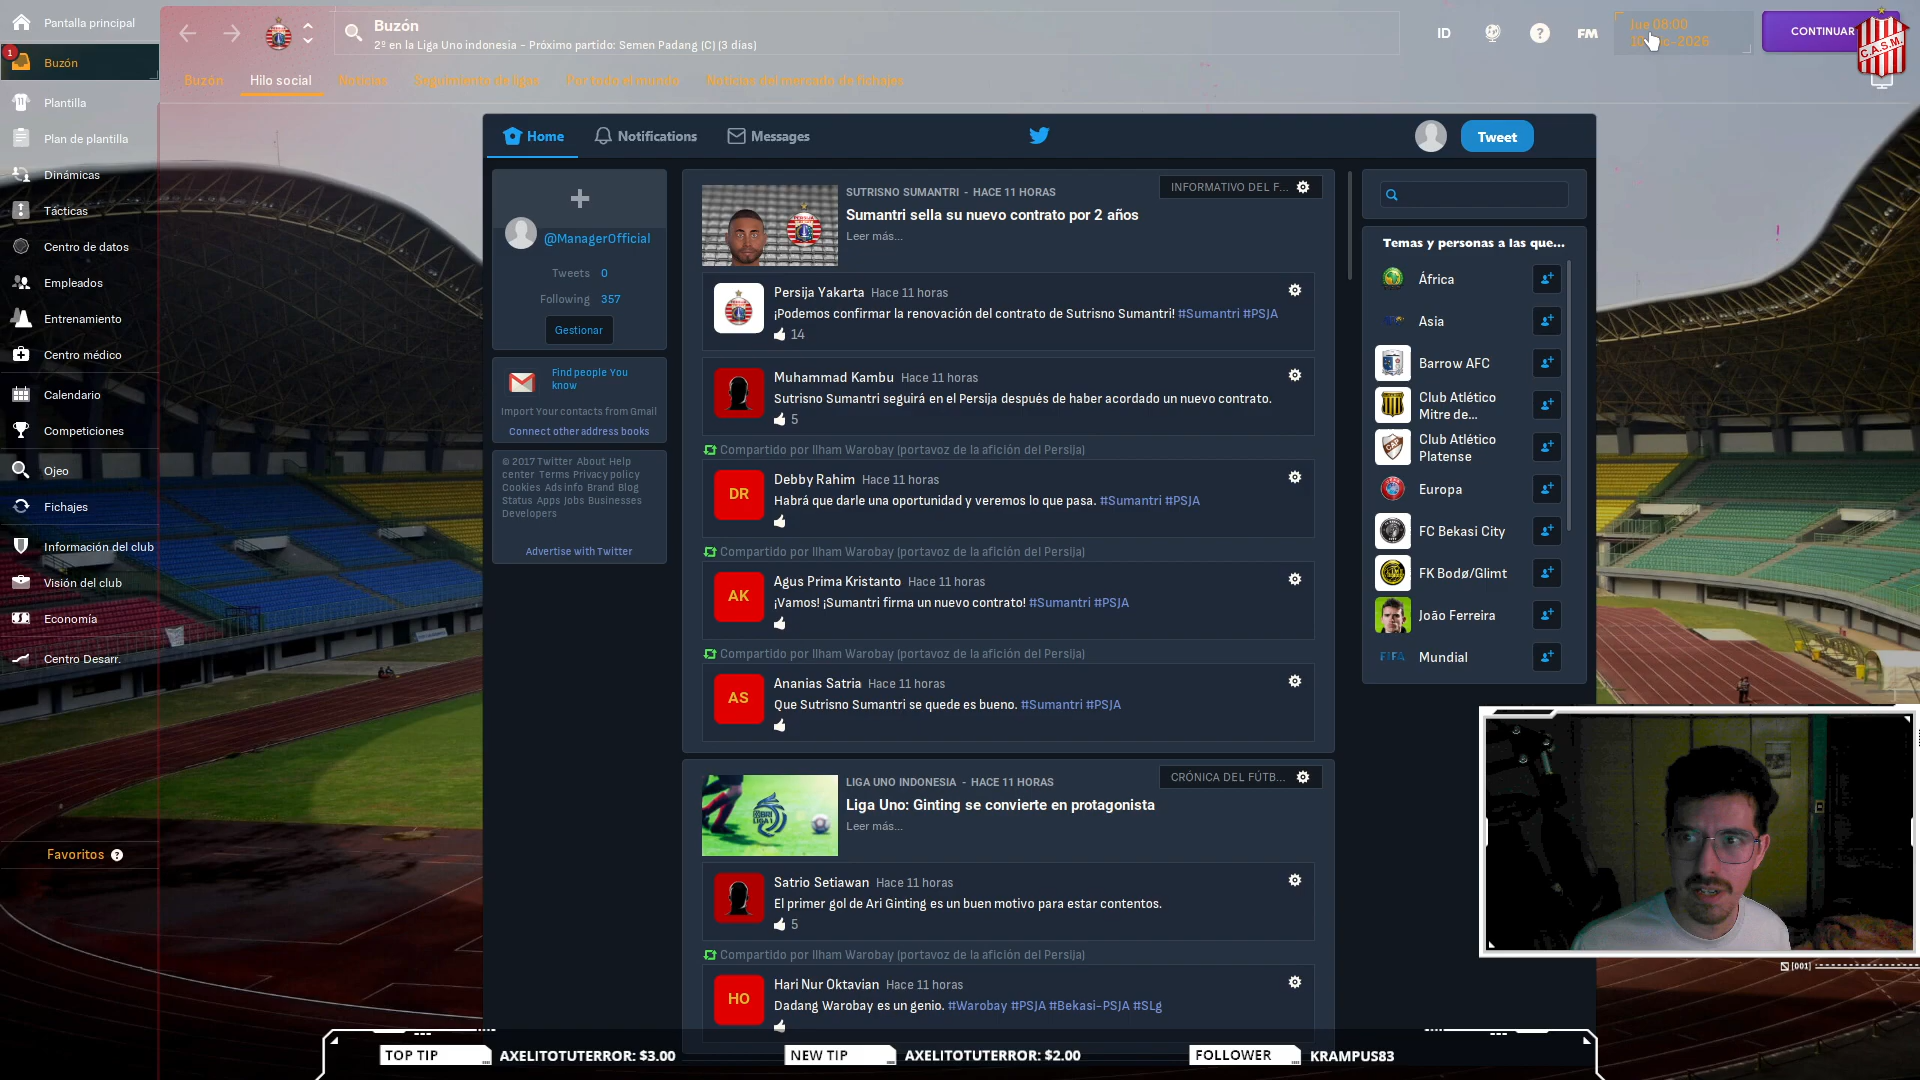 Pantalla principal
1
Buzón
Plantilla
Plan de plantilla
Dinámicas
Tácticas
Centro de datos
Empleados
Entrenamiento
Centro médico
Calendario
Competiciones
Ojeo
Fichajes
Información del club
Visión del club
Economía
Centro Desarr.
Favoritos ?
Buzón
2º en la Liga Uno indonesia - Próximo partido: Semen Padang (C) (3 días)
ID
?
FM
Jue 08:00
CONTINUAR
C.A.S.M.
Buzón
Hilo social
Noticias
Seguimiento de ligas
Por todo el mundo
Noticias del mercado de fichajes
Home
Notifications
Messages
Tweet
@ManagerOfficial
Tweets 0
Following 357
Gestionar
Find people You
know
Import Your contacts from Gmail
Connect other address books
© 2017 Twitter About Help
center Terms Privacy policy
Cookies Ads info Brand Blog
Status Apps Jobs Businesses
Developers
Advertise with Twitter
SUTRISNO SUMANTRI - HACE 11 HORAS
INFORMATIVO DEL F...
Sumantri sella su nuevo contrato por 2 años
Leer más...
Persija Yakarta Hace 11 horas
¡Podemos confirmar la renovación del contrato de Sutrisno Sumantri! #Sumantri #PSJA
14
Muhammad Kambu Hace 11 horas
Sutrisno Sumantri seguirá en el Persija después de haber acordado un nuevo contrato.
5
Compartido por Ilham Warobay (portavoz de la afición del Persija)
DR
Debby Rahim Hace 11 horas
Habrá que darle una oportunidad y veremos lo que pasa. #Sumantri #PSJA
Compartido por Ilham Warobay (portavoz de la afición del Persija)
AK
Agus Prima Kristanto Hace 11 horas
¡Vamos! ¡Sumantri firma un nuevo contrato! #Sumantri #PSJA
Compartido por Ilham Warobay (portavoz de la afición del Persija)
AS
Ananias Satria Hace 11 horas
Que Sutrisno Sumantri se quede es bueno. #Sumantri #PSJA
LIGA UNO INDONESIA - HACE 11 HORAS
CRÓNICA DEL FÚTB...
Liga Uno: Ginting se convierte en protagonista
Leer más...
Satrio Setiawan Hace 11 horas
El primer gol de Ari Ginting es un buen motivo para estar contentos.
5
Compartido por Ilham Warobay (portavoz de la afición del Persija)
HO
Hari Nur Oktavian Hace 11 horas
Dadang Warobay es un genio. #Warobay #PSJA #Bekasi-PSJA #SLg
Temas y personas a las que...
África
Asia
Barrow AFC
Club Atlético
Mitre de...
Club Atlético
Platense
Europa
FC Bekasi City
FK Bodø/Glimt
João Ferreira
FIFA
Mundial
[001]
TOP TIP
AXELITOTUTERROR: $3.00
NEW TIP
AXELITOTUTERROR: $2.00
FOLLOWER
KRAMPUS83